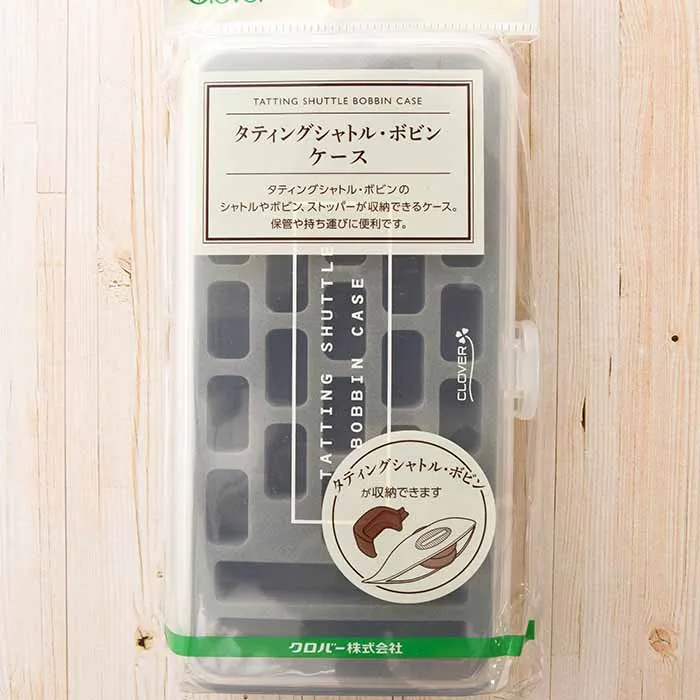 Clover
TATTING SHUTTLE BOBBIN CASE
タティングシャトル・ボビン
ケース
タティングシャトル・ボビンの
シャトルやボビン、ストッパーが収納できるケース。
保管や持ち運びに便利です。
TATTING SHUTTLE
BOBBIN CASE
CLOVER
タティングシャトル・ボビン
が収納できます
クロバー株式会社